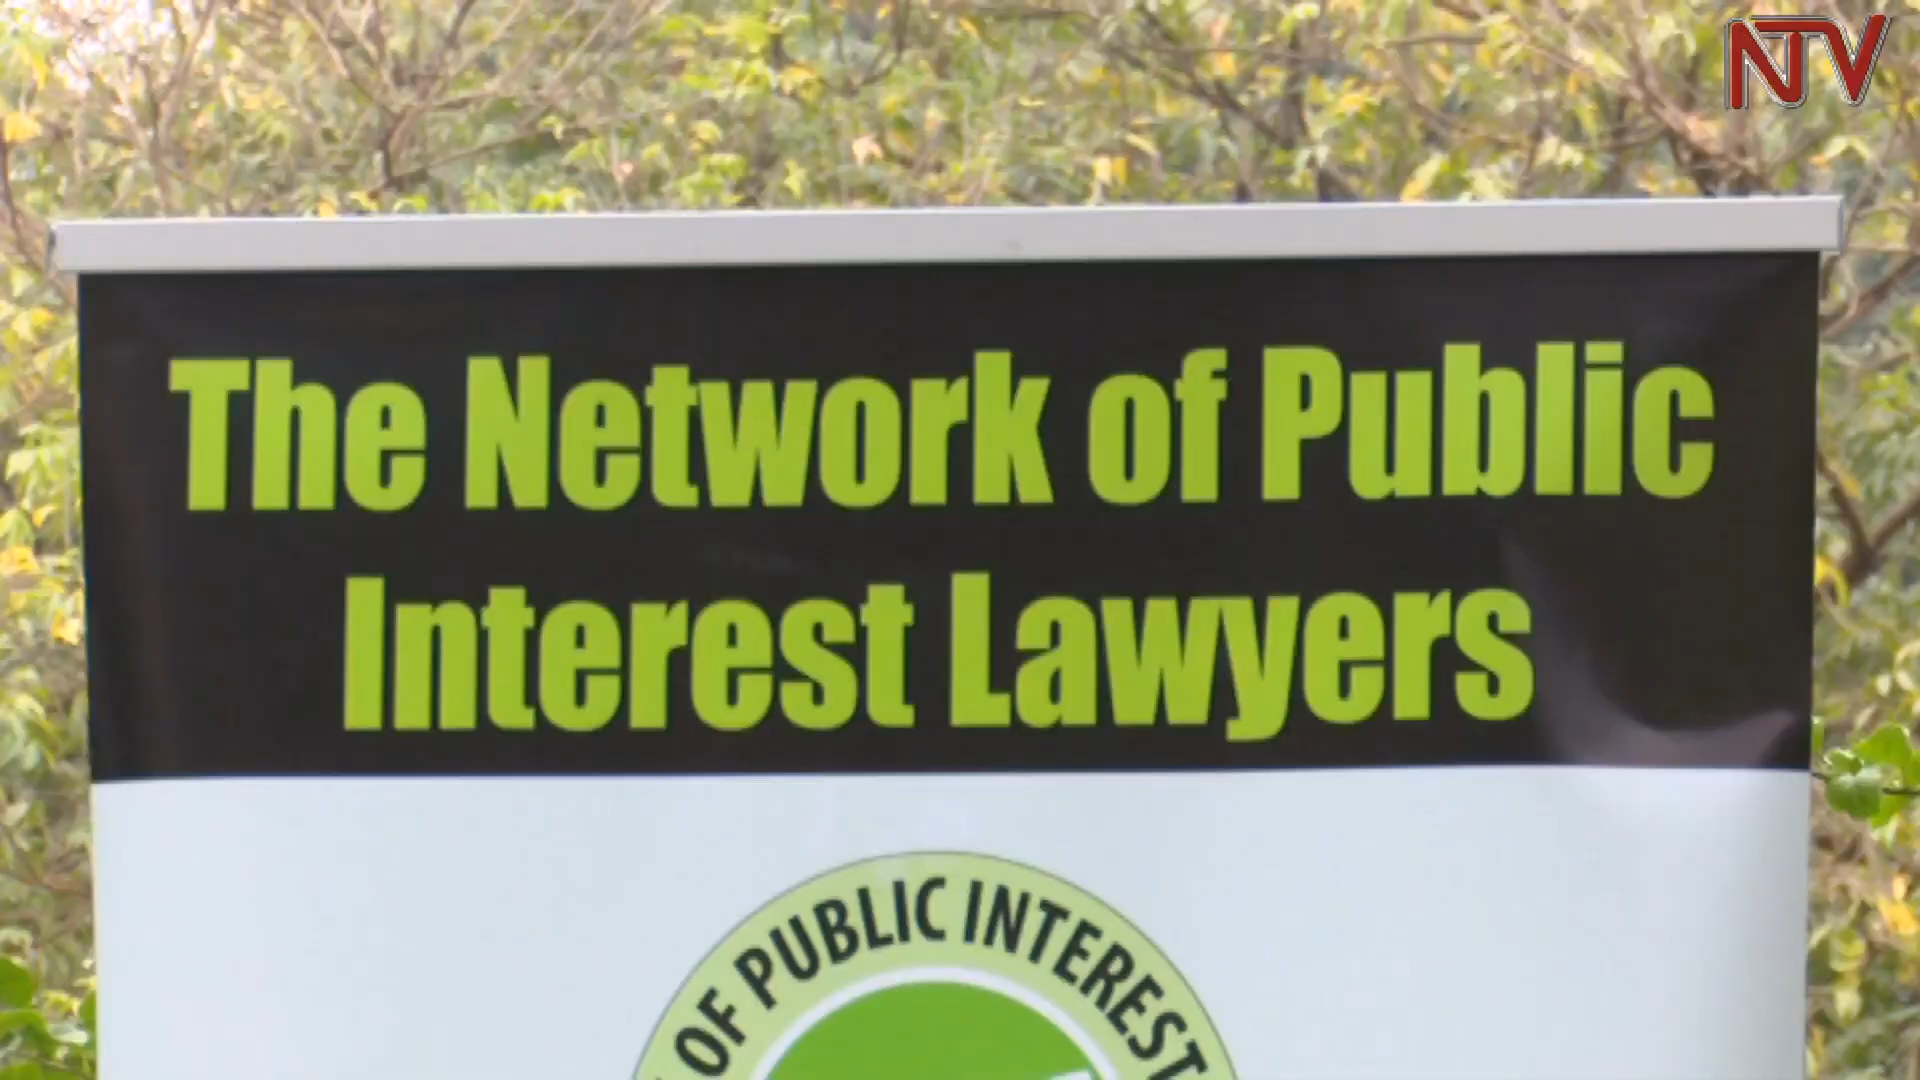 NTV
The Network of Public
Interest Lawyers
OF PUBLIC INTEREST